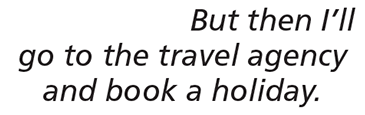 But then I’ll
go to the travel agency
and book a holiday.